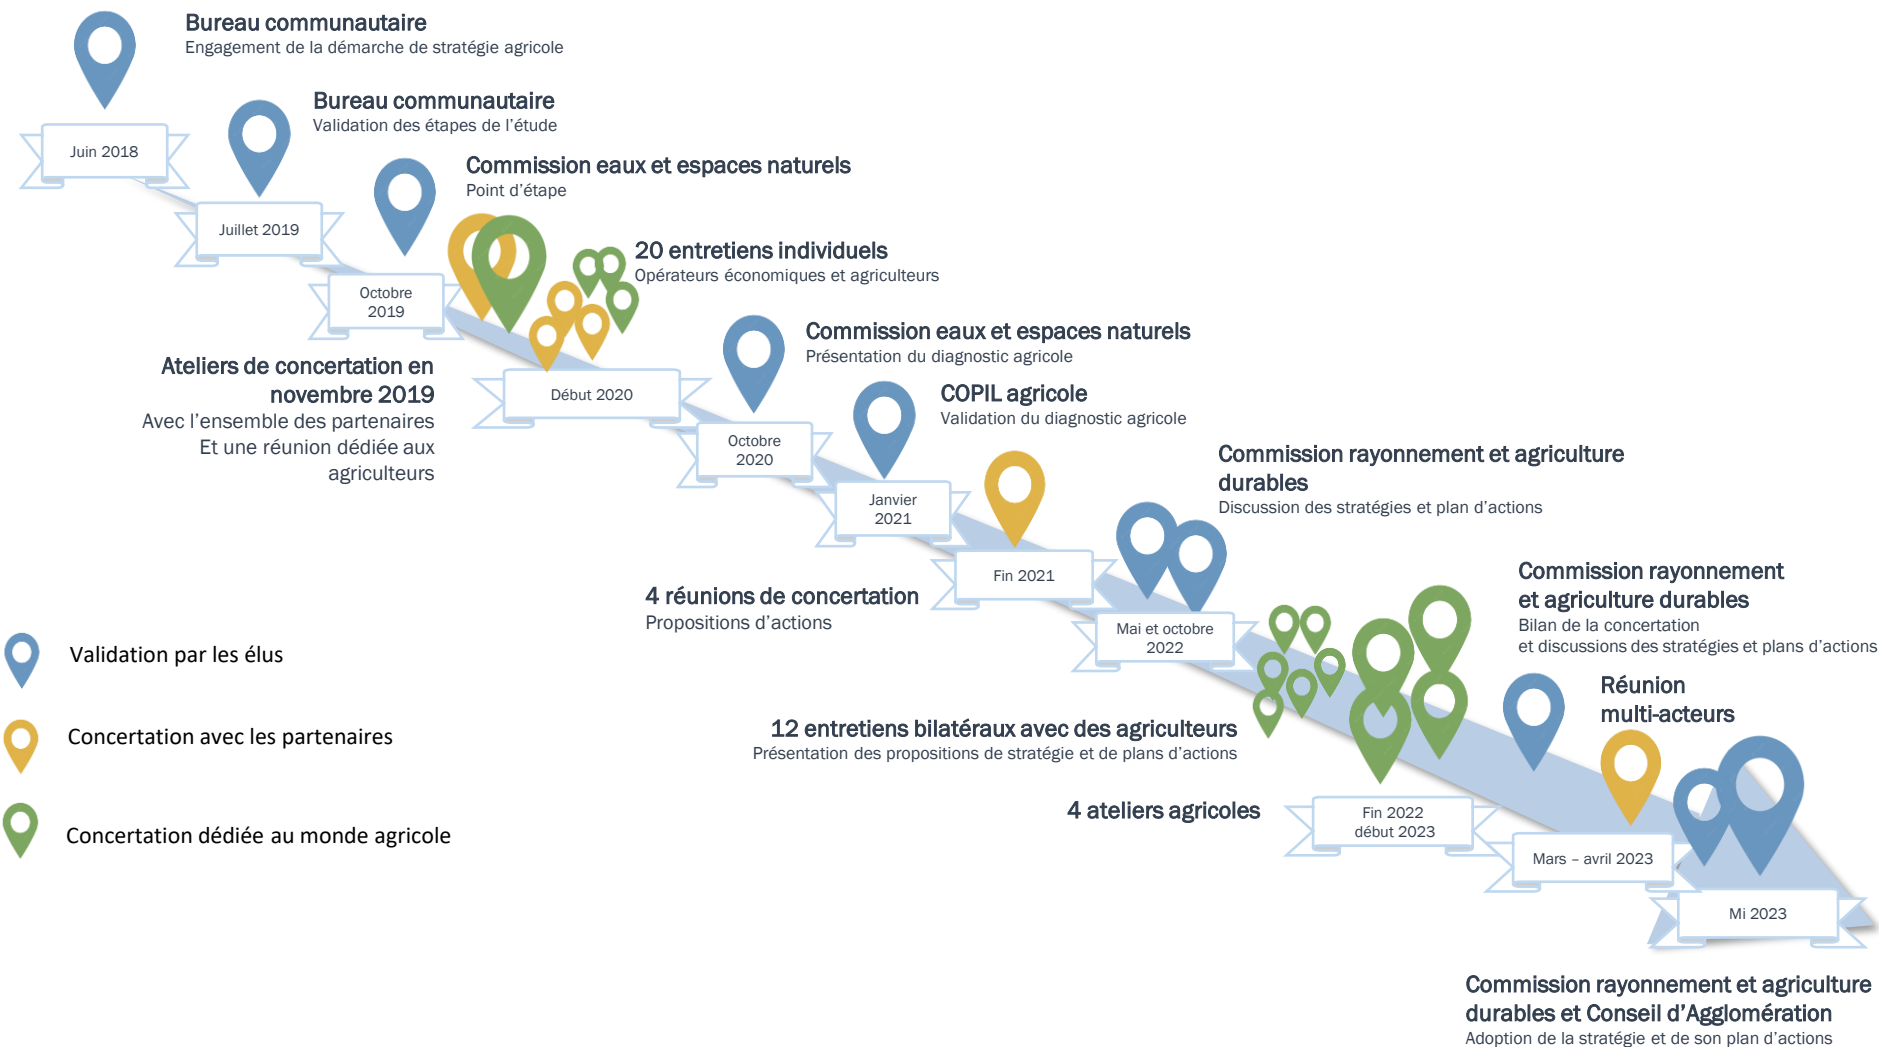 Bureau communautaire
Engagement de la démarche de stratégie agricole
Juin 2018
Bureau communautaire
Validation des étapes de l'étude
Juillet 2019
Commission eaux et espaces naturels
Point d'étape
Octobre
2019
Ateliers de concertation en
novembre 2019
Avec l'ensemble des partenaires
Et une réunion dédiée aux
agriculteurs
20 entretiens individuels
Opérateurs économiques et agriculteurs
Début 2020
Commission eaux et espaces naturels
Présentation du diagnostic agricole
Octobre
2020
COPIL agricole
Validation du diagnostic agricole
Janvier
2021
4 réunions de concertation
Propositions d'actions
Fin 2021
Commission rayonnement et agriculture
durables
Discussion des stratégies et plan d'actions
Mai et octobre
2022
12 entretiens bilatéraux avec des agriculteurs
Présentation des propositions de stratégie et de plans d'actions
4 ateliers agricoles
Fin 2022
début 2023
Commission rayonnement
et agriculture durables
Bilan de la concertation
et discussions des stratégies et plans d'actions
Réunion
multi-acteurs
Mars – avril 2023
Mi 2023
Commission rayonnement et agriculture
durables et Conseil d'Agglomération
Adoption de la stratégie et de son plan d'actions
Validation par les élus
Concertation avec les partenaires
Concertation dédiée au monde agricole